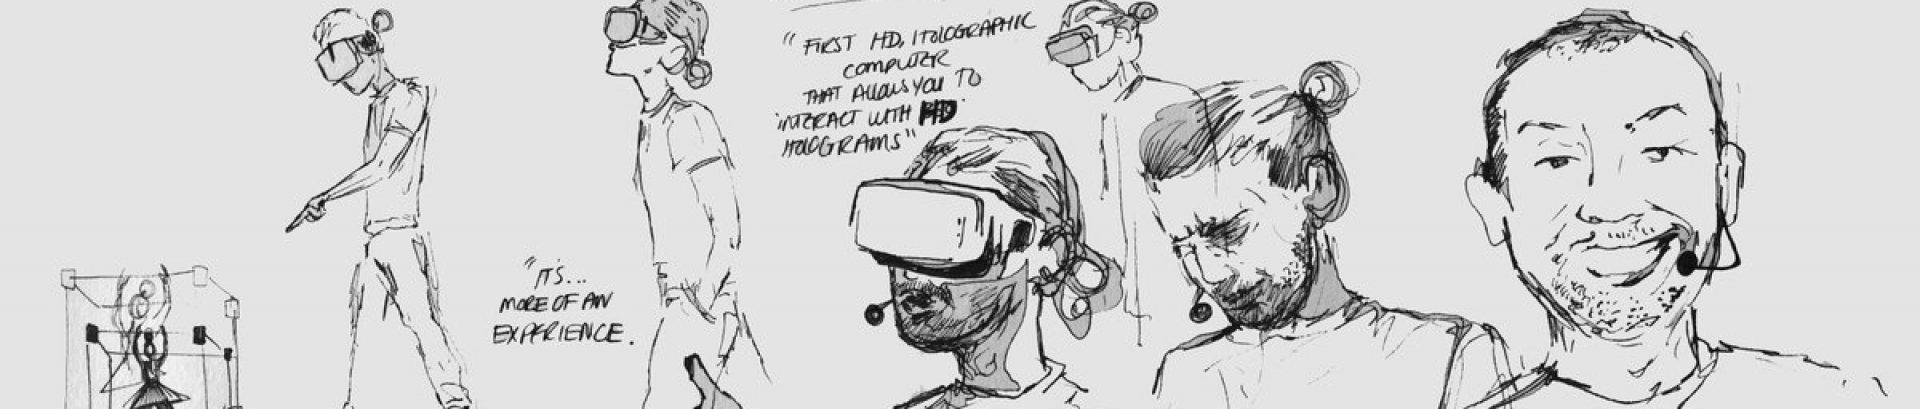 "IT'S...
MORE OF AN
EXPERIENCE.
"FIRST HD, HOLOGRAPHIC
COMPUTER
THAT ALLOWS YOU TO
INTERACT WITH HD
HOLOGRAMS"